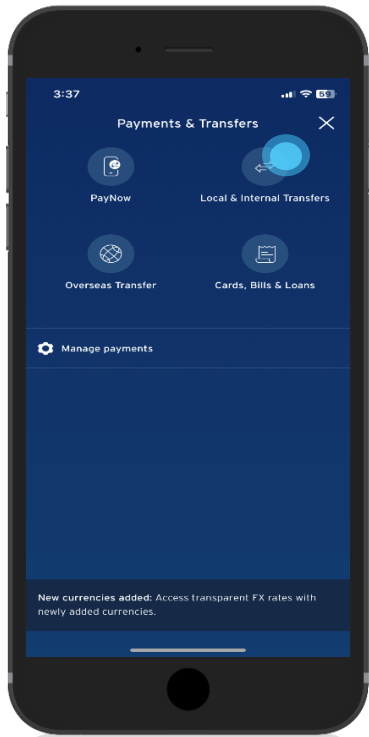 3:37
59
Payments & Transfers
PayNow
Local & Internal Transfers
Overseas Transfer
Cards, Bills & Loans
Manage payments
New currencies added: Access transparent FX rates with
newly added currencies.